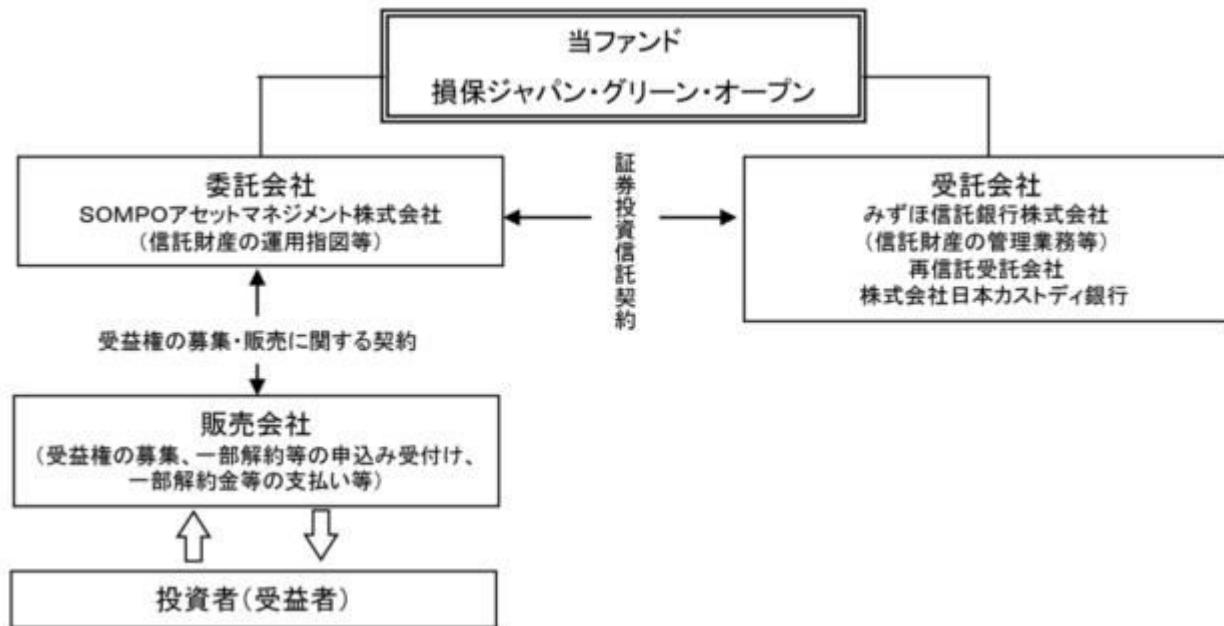 当ファンド
損保ジャパン・グリーン・オープン
委託会社
SOMPOアセットマネジメント株式会社
（信託財産の運用指図等）
証券投資信託契約
受託会社
みずほ信託銀行株式会社
（信託財産の管理業務等）
再信託受託会社
株式会社日本カストディ銀行
受益権の募集・販売に関する契約
販売会社
（受益権の募集、一部解約等の申込み受付け、
一部解約金等の支払い等）
投資者（受益者）